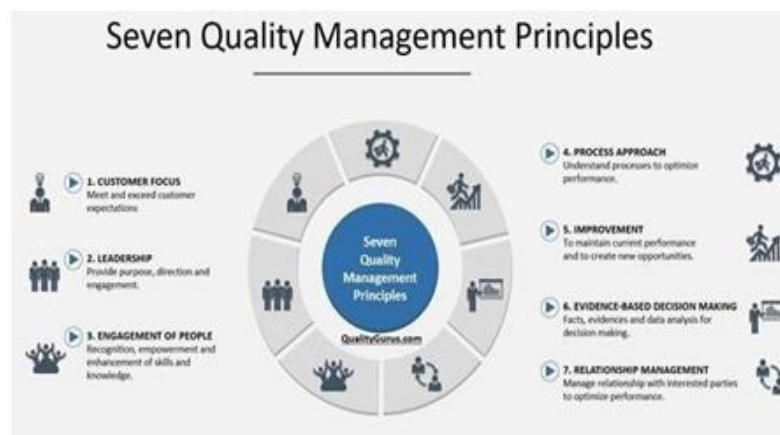 Seven Quality Management Principles
1. CUSTOMER FOCUS
Meet and exceed customer
expectations
2. LEADERSHIP
Provide purpose, direction and
engagement.
3. ENGAGEMENT OF PEOPLE
Recognition, empowerment and
enhancement of skills and
knowledge.
Seven
Quality
Management
Principles
QualityGurus.com
4. PROCESS APPROACH
Understand processes to optimize
performance.
5. IMPROVEMENT
To maintain current performance
and to create new opportunities.
6. EVIDENCE-BASED DECISION MAKING
Facts, evidences and data analysis for
decision making.
7. RELATIONSHIP MANAGEMENT
Manage relationship with interested parties
to optimize performance.